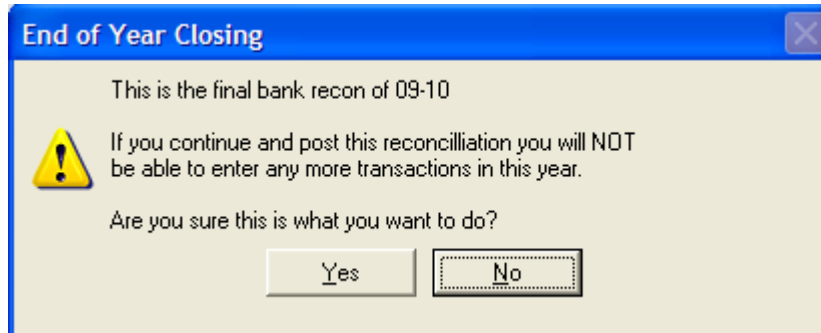 End of Year Closing
This is the final bank recon of 09-10
If you continue and post this reconcilliation you will NOT
be able to enter any more transactions in this year.
Are you sure this is what you want to do?
Yes
No